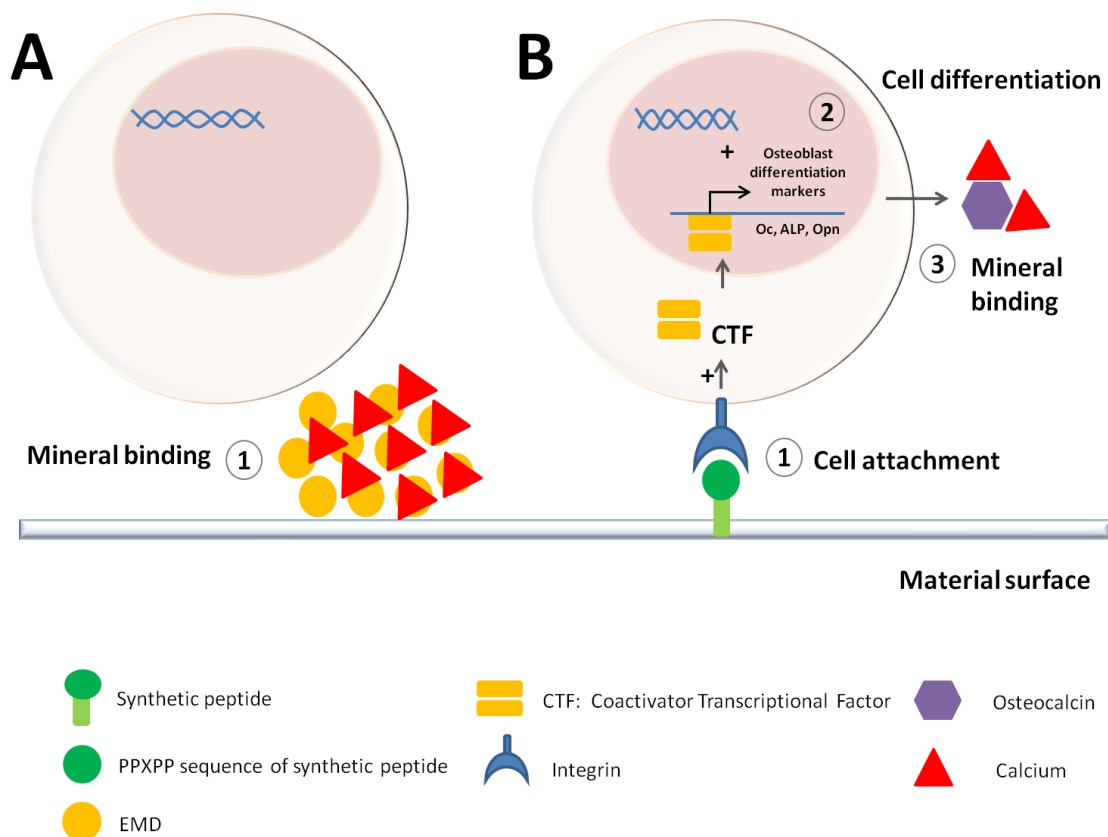 A
B
Cell differentiation
2
+
Osteoblast
differentiation
markers
Oc, ALP, Opn
3
Mineral
binding
CTF
+
Mineral binding
1
1
Cell attachment
Material surface
Synthetic peptide
CTF: Coactivator Transcriptional Factor
Osteocalcin
PPXPP sequence of synthetic peptide
Integrin
Calcium
EMD